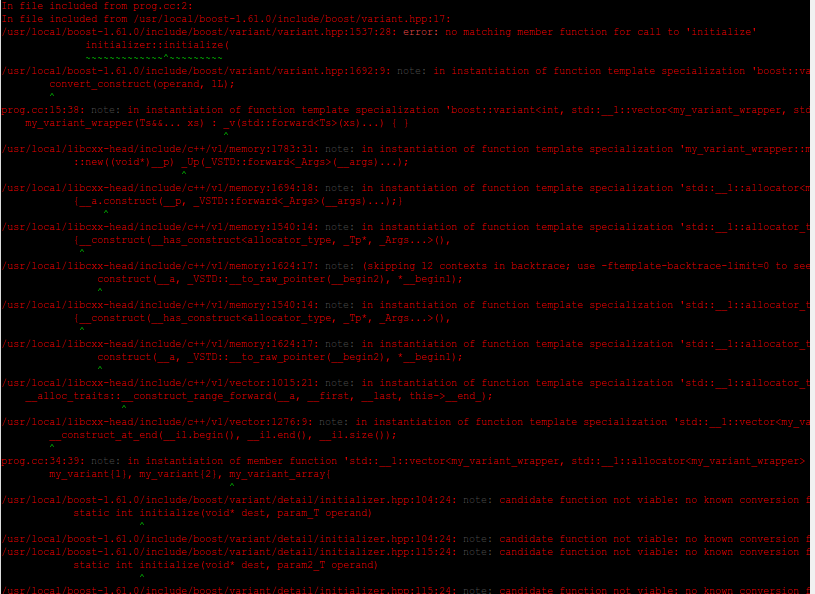 In file included from prog.cc:2:
In file included from /usr/local/boost-1.61.0/include/boost/variant.hpp:17:
/usr/local/boost-1.61.0/include/boost/variant/variant.hpp:1537:28: error: no matching member function for call to 'initialize'
initializer::initialize(
~~~~~~~~~~~~~^~~~~~~~~~
/usr/local/boost-1.61.0/include/boost/variant/variant.hpp:1692:9: note: in instantiation of function template specialization 'boost::va
convert_construct(operand, 1L);
^
prog.cc:15:38: note: in instantiation of function template specialization 'boost::variant<int, std::__1::vector<my_variant_wrapper, std
my_variant_wrapper(Ts&&... xs) : _v(std::forward<Ts>(xs)...) { }
^
/usr/local/libcxx-head/include/c++/v1/memory:1783:31: note: in instantiation of function template specialization 'my_variant_wrapper::m
::new((void*)__p) _Up(_VSTD::forward<_Args>(__args)...);
^
/usr/local/libcxx-head/include/c++/v1/memory:1694:18: note: in instantiation of function template specialization 'std::__1::allocator<m
{__a.construct(__p, _VSTD::forward<_Args>(__args)...);}
^
/usr/local/libcxx-head/include/c++/v1/memory:1540:14: note: in instantiation of function template specialization 'std::__1::allocator_t
{__construct(__has_construct<allocator_type, _Tp*, _Args...>(),
^
/usr/local/libcxx-head/include/c++/v1/memory:1624:17: note: (skipping 12 contexts in backtrace; use -ftemplate-backtrace-limit=0 to see
construct(__a, _VSTD::__to_raw_pointer(__begin2), *__begin1);
^
/usr/local/libcxx-head/include/c++/v1/memory:1540:14: note: in instantiation of function template specialization 'std::__1::allocator_t
{__construct(__has_construct<allocator_type, _Tp*, _Args...>(),
^
/usr/local/libcxx-head/include/c++/v1/memory:1624:17: note: in instantiation of function template specialization 'std::__1::allocator_t
construct(__a, _VSTD::__to_raw_pointer(__begin2), *__begin1);
^
/usr/local/libcxx-head/include/c++/v1/vector:1015:21: note: in instantiation of function template specialization 'std::__1::allocator_t
__alloc_traits::__construct_range_forward(__a, __first, __last, this->__end_);
^
/usr/local/libcxx-head/include/c++/v1/vector:1276:9: note: in instantiation of function template specialization 'std::__1::vector<my_va
__construct_at_end(__il.begin(), __il.end(), __il.size());
^
prog.cc:34:39: note: in instantiation of member function 'std::__1::vector<my_variant_wrapper, std::__1::allocator<my_variant_wrapper>
my_variant{1}, my_variant{2}, my_variant_array{
^
/usr/local/boost-1.61.0/include/boost/variant/detail/initializer.hpp:104:24: note: candidate function not viable: no known conversion f
static int initialize(void* dest, param_T operand)
^
/usr/local/boost-1.61.0/include/boost/variant/detail/initializer.hpp:104:24: note: candidate function not viable: no known conversion f
/usr/local/boost-1.61.0/include/boost/variant/detail/initializer.hpp:115:24: note: candidate function not viable: no known conversion f
static int initialize(void* dest, param2_T operand)
^
/usr/local/boost-1.61.0/include/boost/variant/detail/initializer.hpp:115:24: note: candidate function not viable: no known conversion f